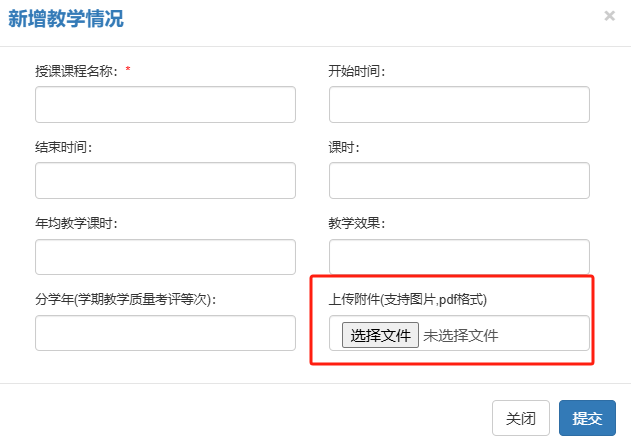 新增教学情况 ×
授课课程名称：* 开始时间：
结束时间： 课时：
年均教学课时： 教学效果：
分学年(学期教学质量考评等次)： 上传附件(支持图片,pdf格式)
选择文件 未选择文件
关闭 提交